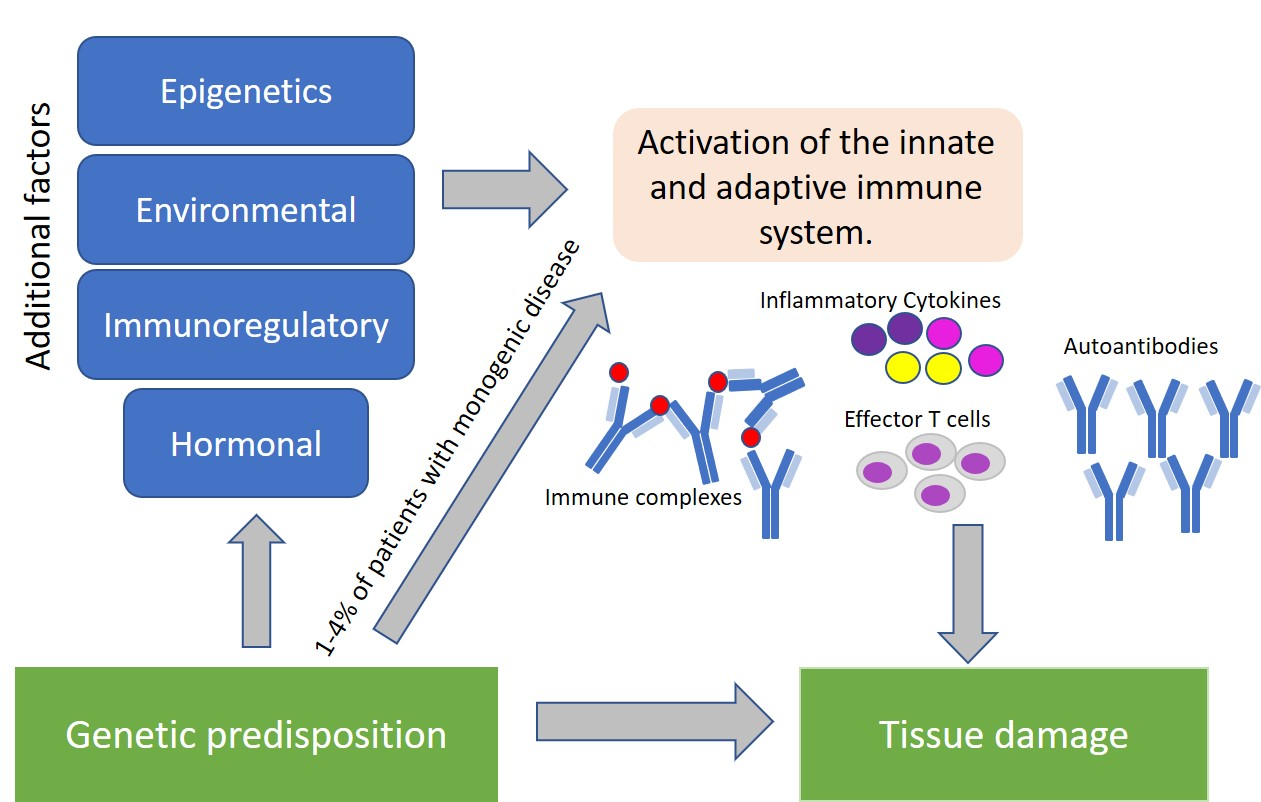 Additional factors
Epigenetics
Environmental
Immunoregulatory
Hormonal
Activation of the innate
and adaptive immune
system.
1-4% of patients with monogenic disease
Inflammatory Cytokines
Autoantibodies
Effector T cells
Immune complexes
Genetic predisposition
Tissue damage